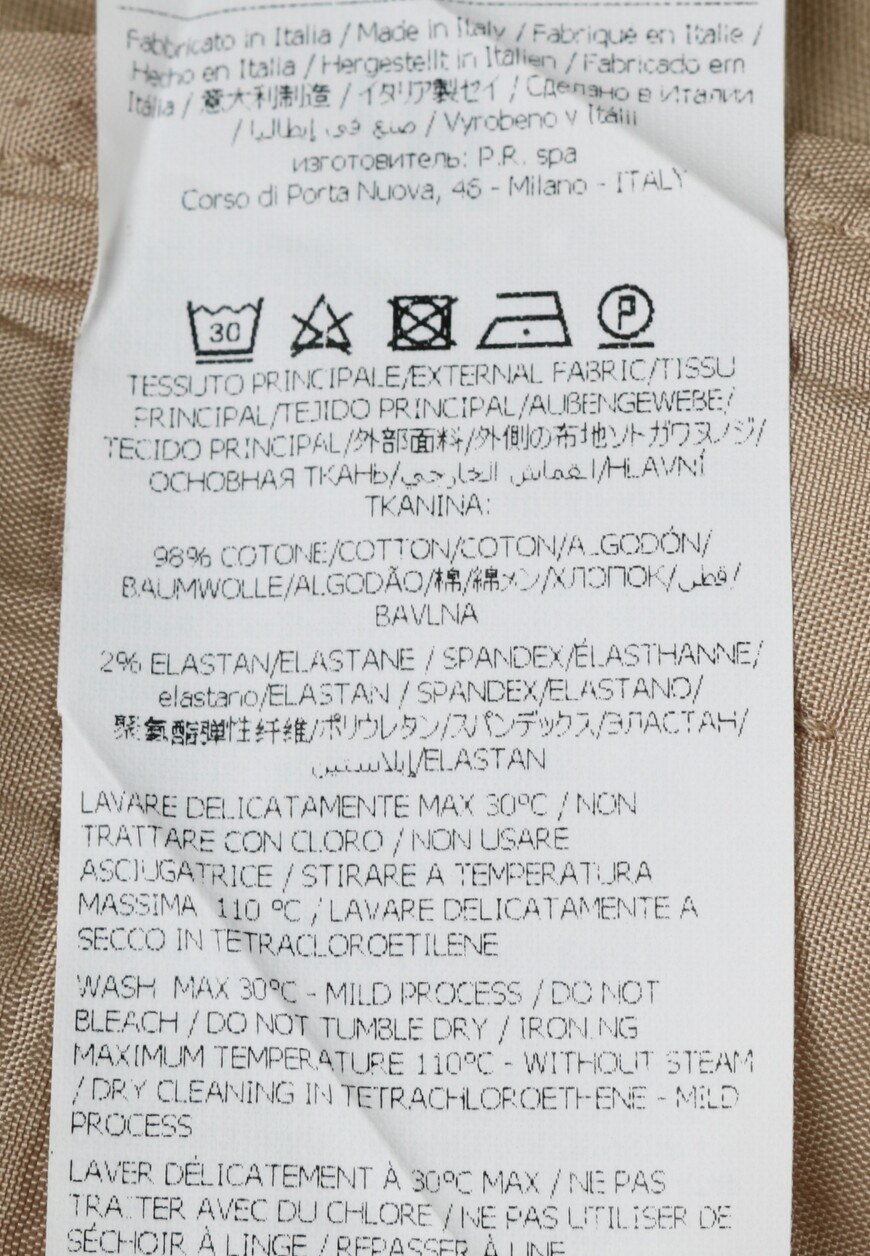 Fabbricato in Italia / Made in Italy / Fabriqué en Italie /
Hecho en Italia / Hergestellt in Italien / Fabricado em
Itália / 意大利制造 / イタリア製セイ / Сделано в Италии
/ صنع في إيطاليا / Vyrobeno v Itálii
изготовитель: P.R. spa
Corso di Porta Nuova, 46 - Milano - ITALY
30 P
TESSUTO PRINCIPALE/EXTERNAL FABRIC/TISSU
PRINCIPAL/TEJIDO PRINCIPAL/AUßENGEWEBE/
TECIDO PRINCIPAL/外部面料/外側の布地ソトガワヌノジ/
ОСНОВНАЯ ТКАНЬ/القماش الخارجي/HLAVNÍ
TKANINA:
98% COTONE/COTTON/COTON/ALGODÓN/
BAUMWOLLE/ALGODÃO/棉/綿メン/ХЛОПОК/قطن/
BAVLNA
2% ELASTAN/ELASTANE / SPANDEX/ÉLASTHANNE/
elastano/ELASTAN / SPANDEX/ELASTANO/
聚氨酯弹性纤维/ポリウレタン/スパンデックス/ЭЛАСТАН/
إيلاستين/ELASTAN
LAVARE DELICATAMENTE MAX 30ºC / NON
TRATTARE CON CLORO / NON USARE
ASCIUGATRICE / STIRARE A TEMPERATURA
MASSIMA 110 ºC / LAVARE DELICATAMENTE A
SECCO IN TETRACLOROETILENE
WASH MAX 30ºC - MILD PROCESS / DO NOT
BLEACH / DO NOT TUMBLE DRY / IRONING
MAXIMUM TEMPERATURE 110ºC - WITHOUT STEAM
/ DRY CLEANING IN TETRACHLOROETHENE - MILD
PROCESS
LAVER DÉLICATEMENT À 30ºC MAX / NE PAS
TRAITER AVEC DU CHLORE / NE PAS UTILISER DE
SÉCHOIR À LINGE / REPASSER À UNE